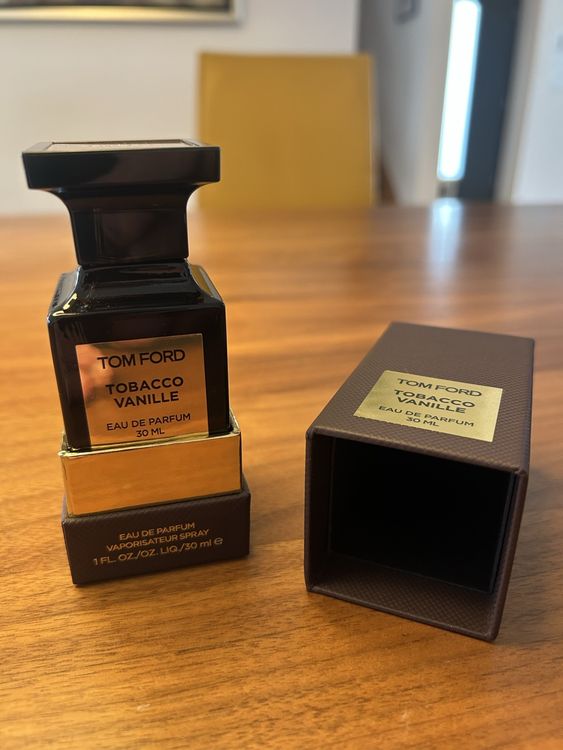 TOM FORD
TOBACCO
VANILLE
EAU DE PARFUM
30 ML
EAU DE PARFUM
VAPORISATEUR SPRAY
1 FL. OZ./OZ. LIQ./30 ml ℮
TOM FORD
TOBACCO
VANILLE
EAU DE PARFUM
30 ML